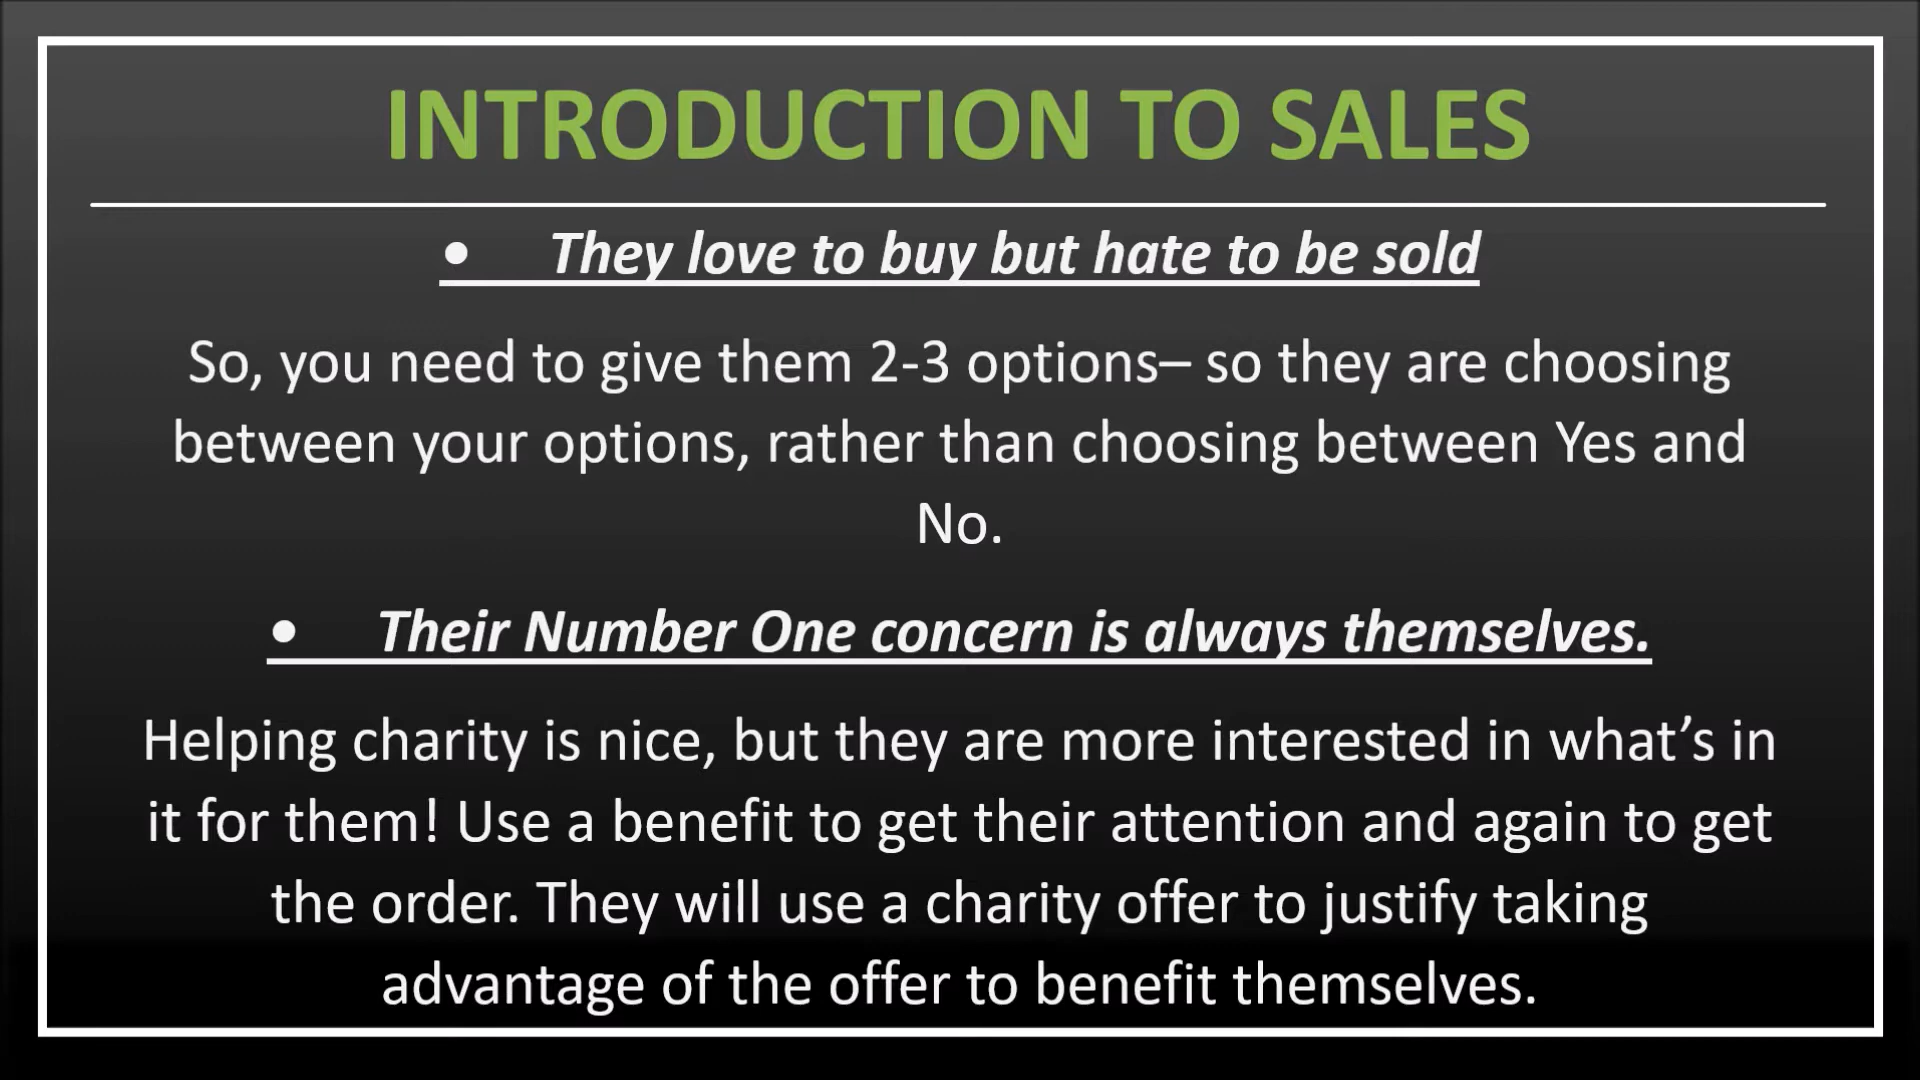 INTRODUCTION TO SALES
• They love to buy but hate to be sold
So, you need to give them 2-3 options– so they are choosing
between your options, rather than choosing between Yes and
No.
• Their Number One concern is always themselves.
Helping charity is nice, but they are more interested in what’s in
it for them! Use a benefit to get their attention and again to get
the order. They will use a charity offer to justify taking
advantage of the offer to benefit themselves.